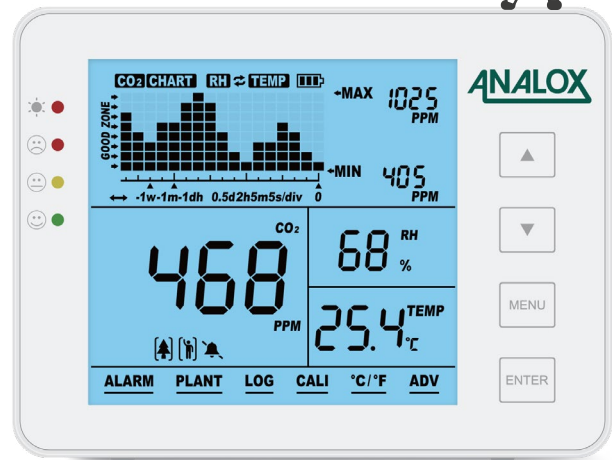 ANALOX
CO2 CHART RH TEMP
GOOD ZONE
MAX 1025 PPM
MIN 405 PPM
-1w-1m-1dh 0.5d2h5m5s/div 0
CO2
468
PPM
68 RH %
25.4 TEMP °C
ALARM PLANT LOG CALI °C/°F ADV
MENU
ENTER